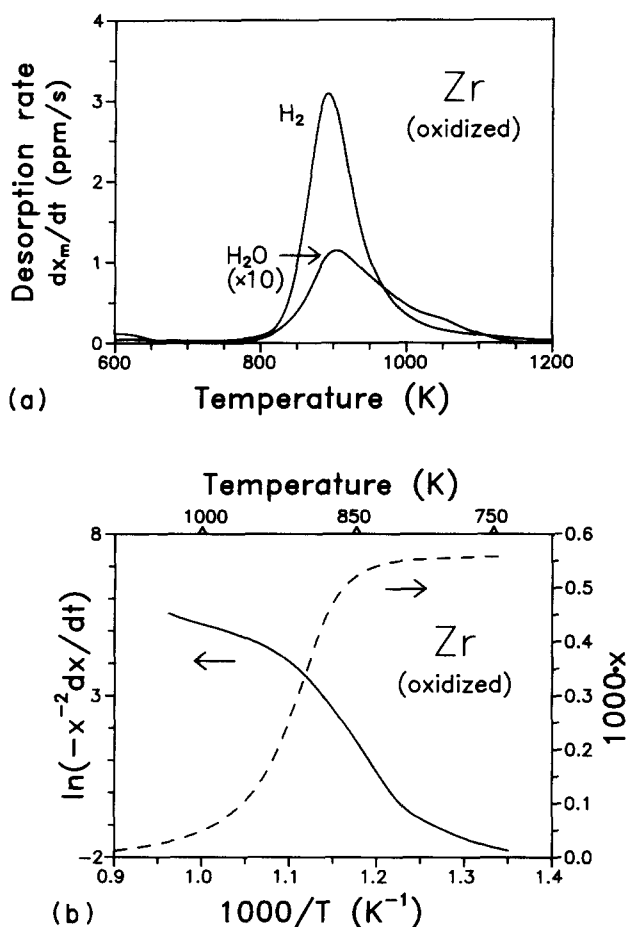 4
3
2
1
0
Desorption rate
dxₘ/dt (ppm/s)
Zr
(oxidized)
H₂
H₂O
(×10)
600 800 1000 1200
(a) Temperature (K)
Temperature (K)
1000 850 750
8
3
-2
ln(-x⁻²dx/dt)
0.6
0.5
0.4
0.3
0.2
0.1
0.0
1000•x
Zr
(oxidized)
0.9 1.0 1.1 1.2 1.3 1.4
(b) 1000/T (K⁻¹)